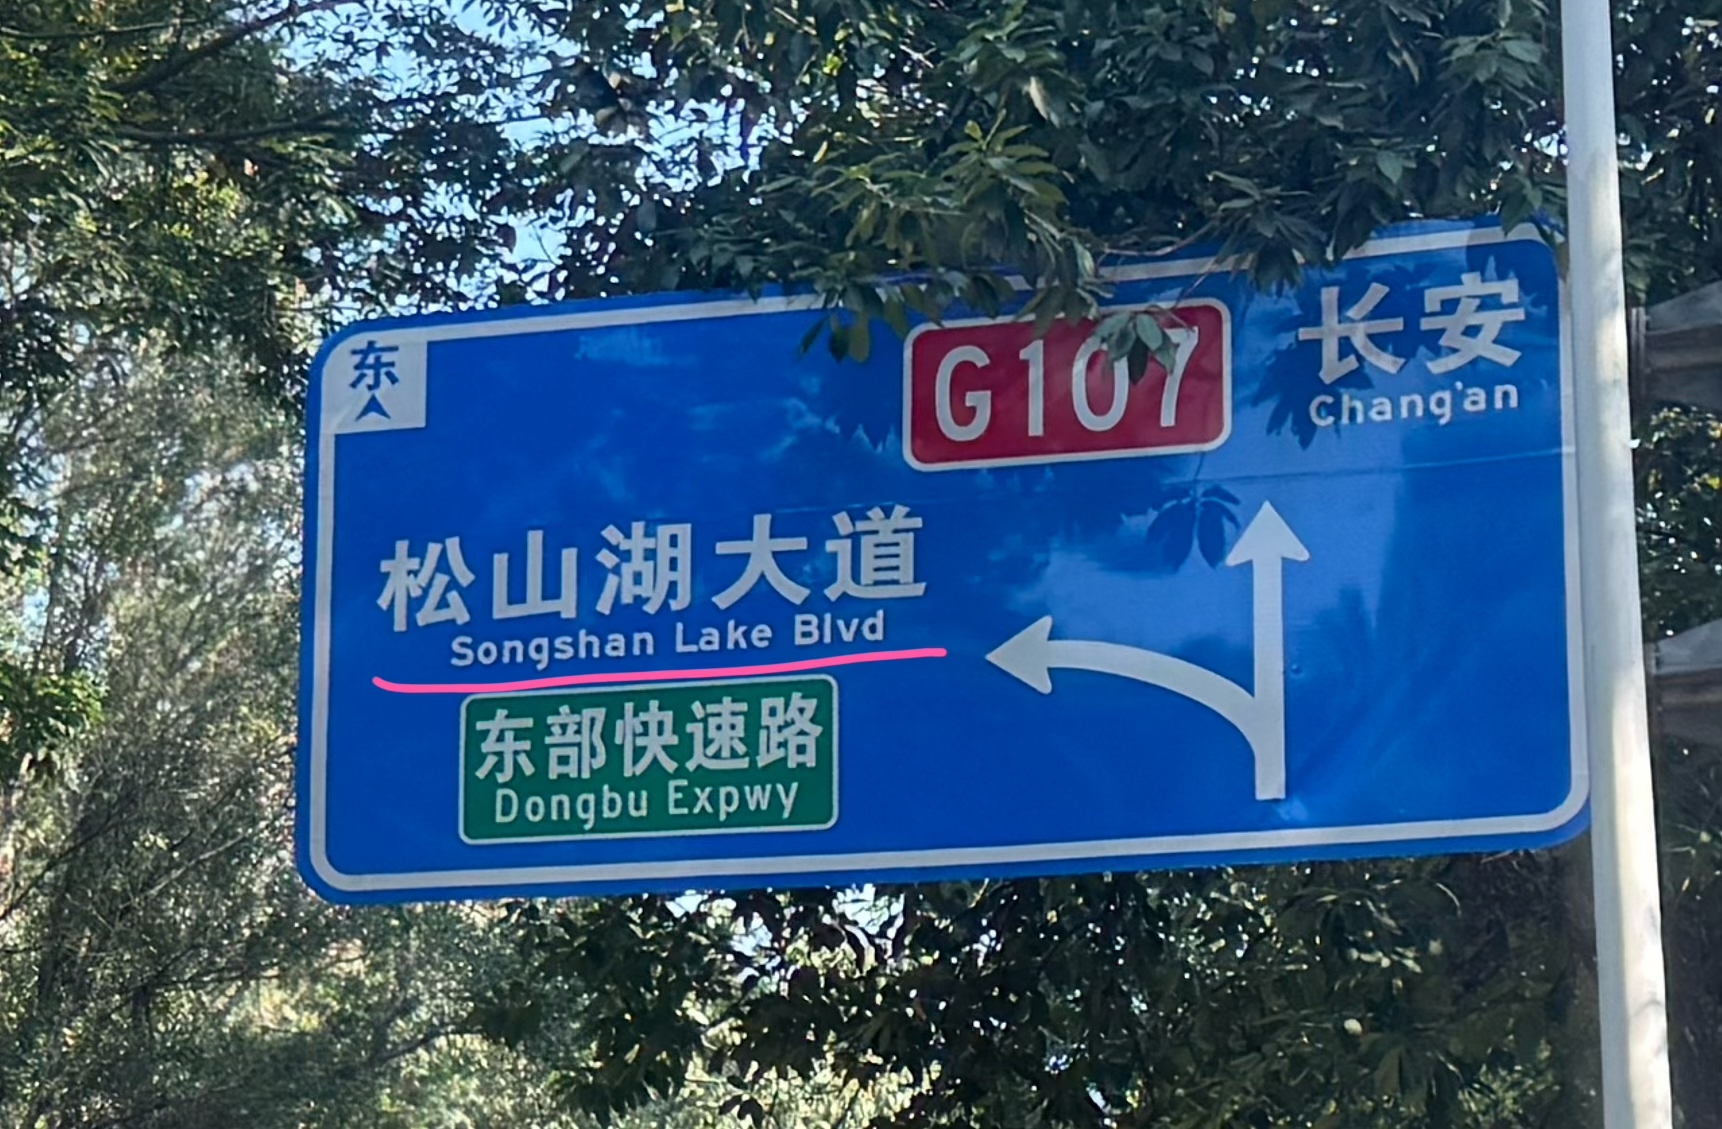 东
G107
长安
Chang'an
松山湖大道
Songshan Lake Blvd
东部快速路
Dongbu Expwy